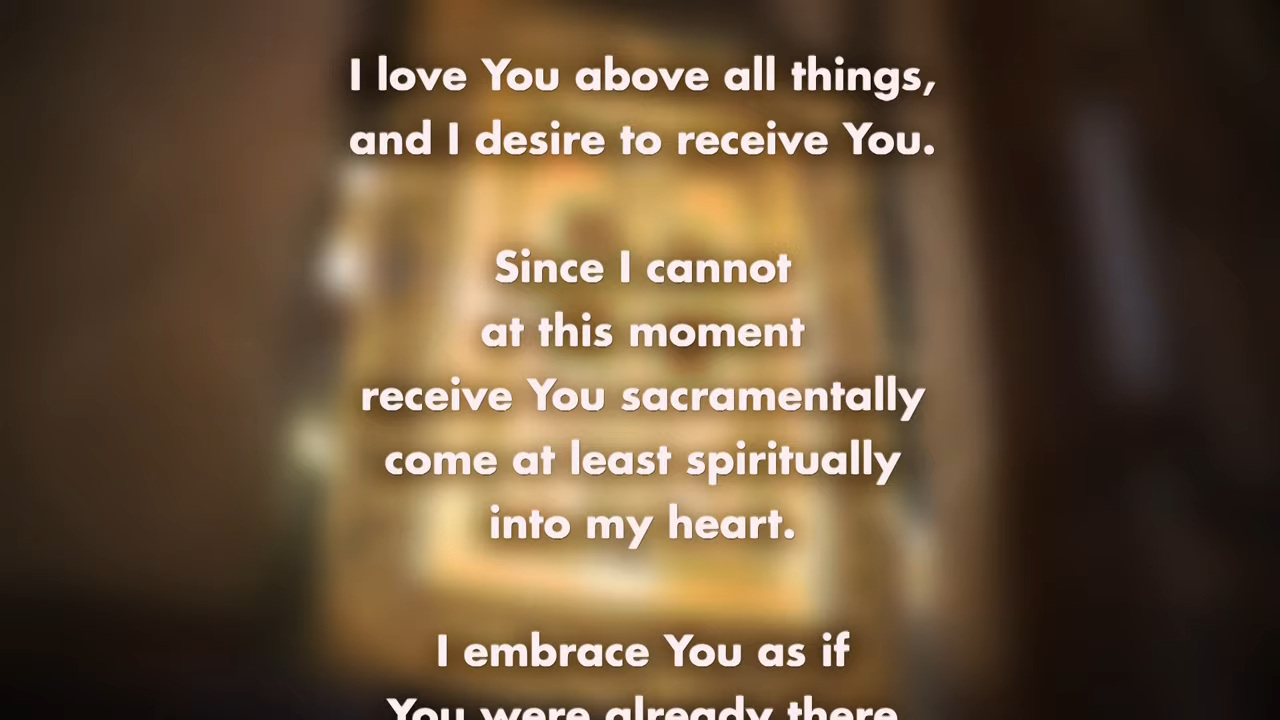 I love You above all things,
and I desire to receive You.
Since I cannot
at this moment
receive You sacramentally
come at least spiritually
into my heart.
I embrace You as if
You were already there